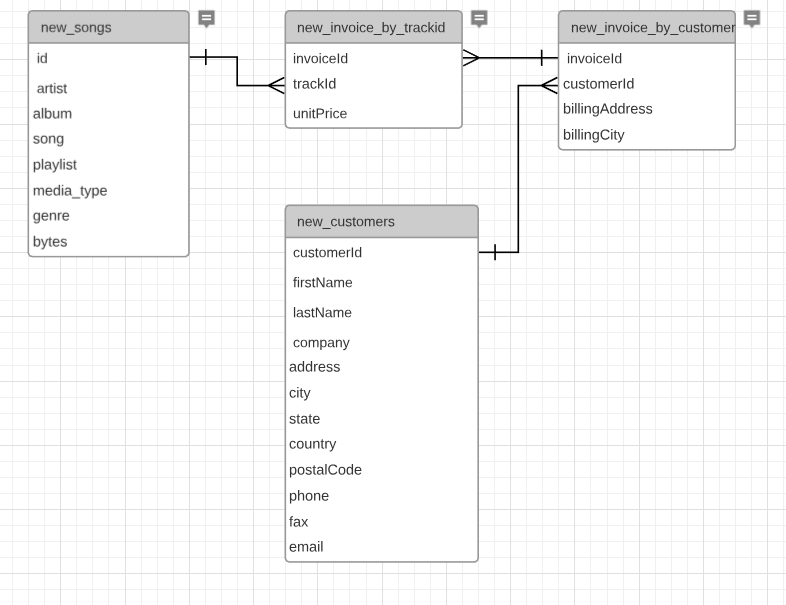 new_songs
id
artist
album
song
playlist
media_type
genre
bytes
new_invoice_by_trackid
invoiceId
trackId
unitPrice
new_invoice_by_customer
invoiceId
customerId
billingAddress
billingCity
new_customers
customerId
firstName
lastName
company
address
city
state
country
postalCode
phone
fax
email